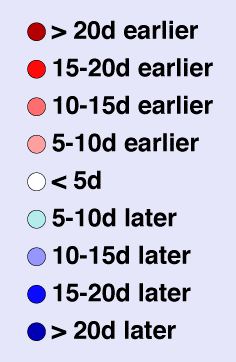 > 20d earlier
15-20d earlier
10-15d earlier
5-10d earlier
< 5d
5-10d later
10-15d later
15-20d later
> 20d later